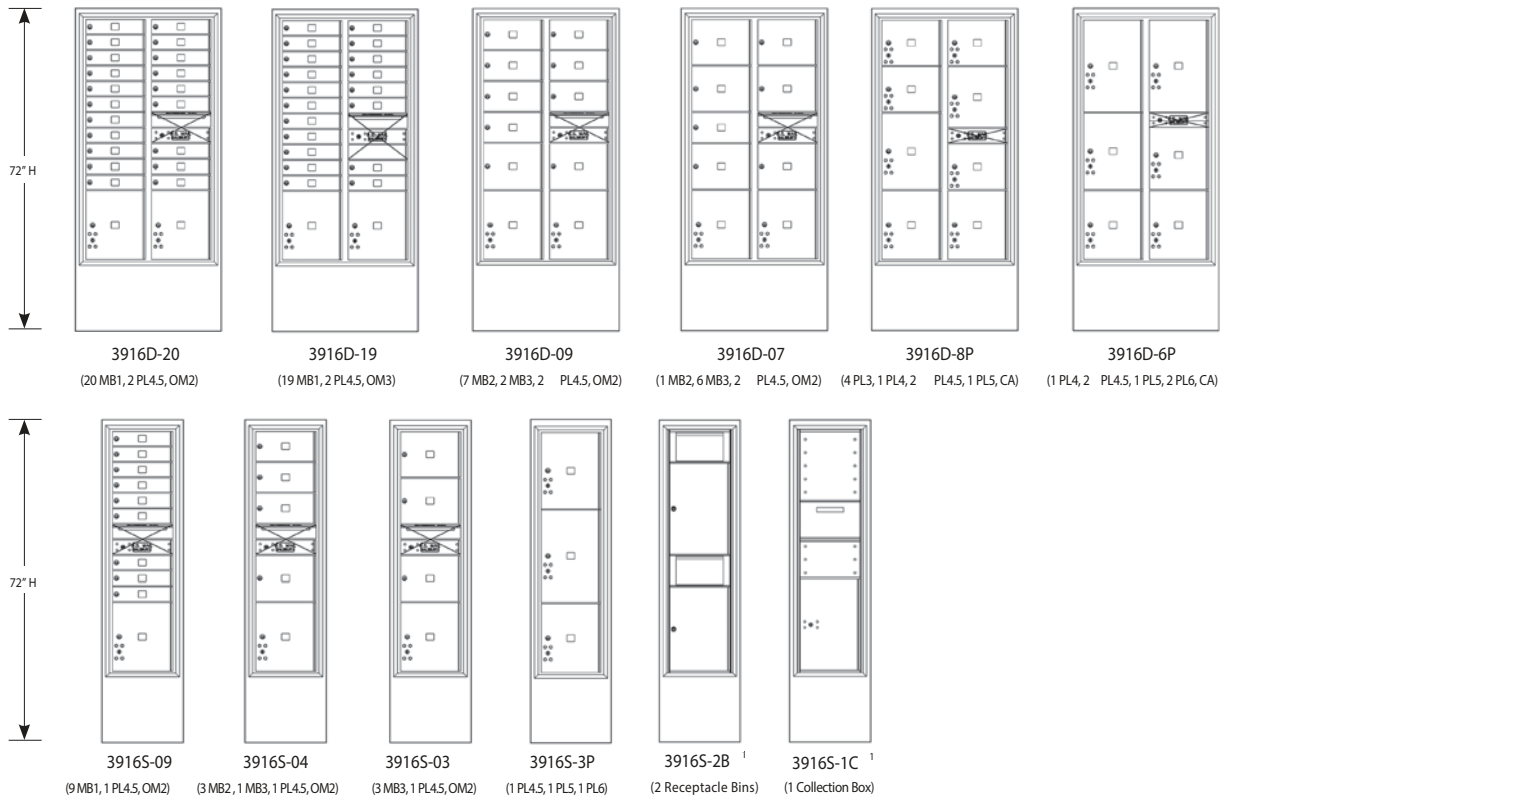 72" H
3916D-20 3916D-19 3916D-09 3916D-07 3916D-8P 3916D-6P
(20 MB1, 2 PL4.5, OM2) (19 MB1, 2 PL4.5, OM3) (7 MB2, 2 MB3, 2 PL4.5, OM2) (1 MB2, 6 MB3, 2 PL4.5, OM2) (4 PL3, 1 PL4, 2 PL4.5, 1 PL5, CA) (1 PL4, 2 PL4.5, 1 PL5, 2 PL6, CA)
72" H
3916S-09 3916S-04 3916S-03 3916S-3P 3916S-2B 1 3916S-1C 1
(9 MB1, 1 PL4.5, OM2) (3 MB2 , 1 MB3, 1 PL4.5, OM2) (3 MB3, 1 PL4.5, OM2) (1 PL4.5, 1 PL5, 1 PL6) (2 Receptacle Bins) (1 Collection Box)